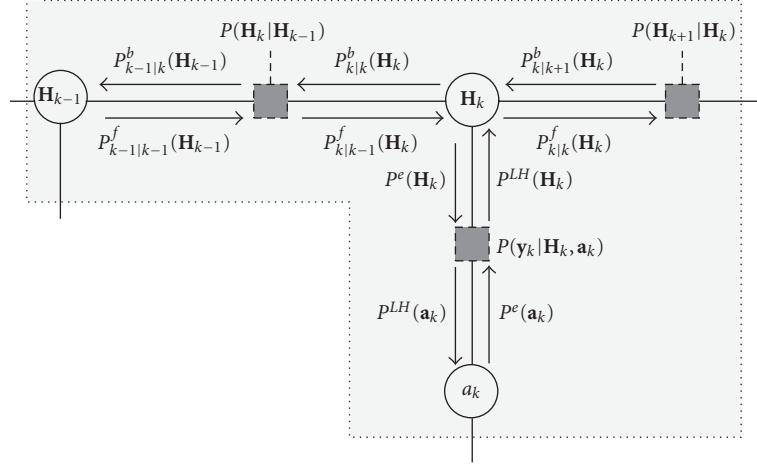 P(H_k|H_{k−1})
P(H_{k+1}|H_k)
P^b_{k−1|k}(H_{k−1})
P^b_{k|k}(H_k)
P^b_{k|k+1}(H_k)
H_{k−1}
H_k
P^f_{k−1|k−1}(H_{k−1})
P^f_{k|k−1}(H_k)
P^f_{k|k}(H_k)
P^e(H_k)
P^{LH}(H_k)
P(y_k|H_k, a_k)
P^{LH}(a_k)
P^e(a_k)
a_k